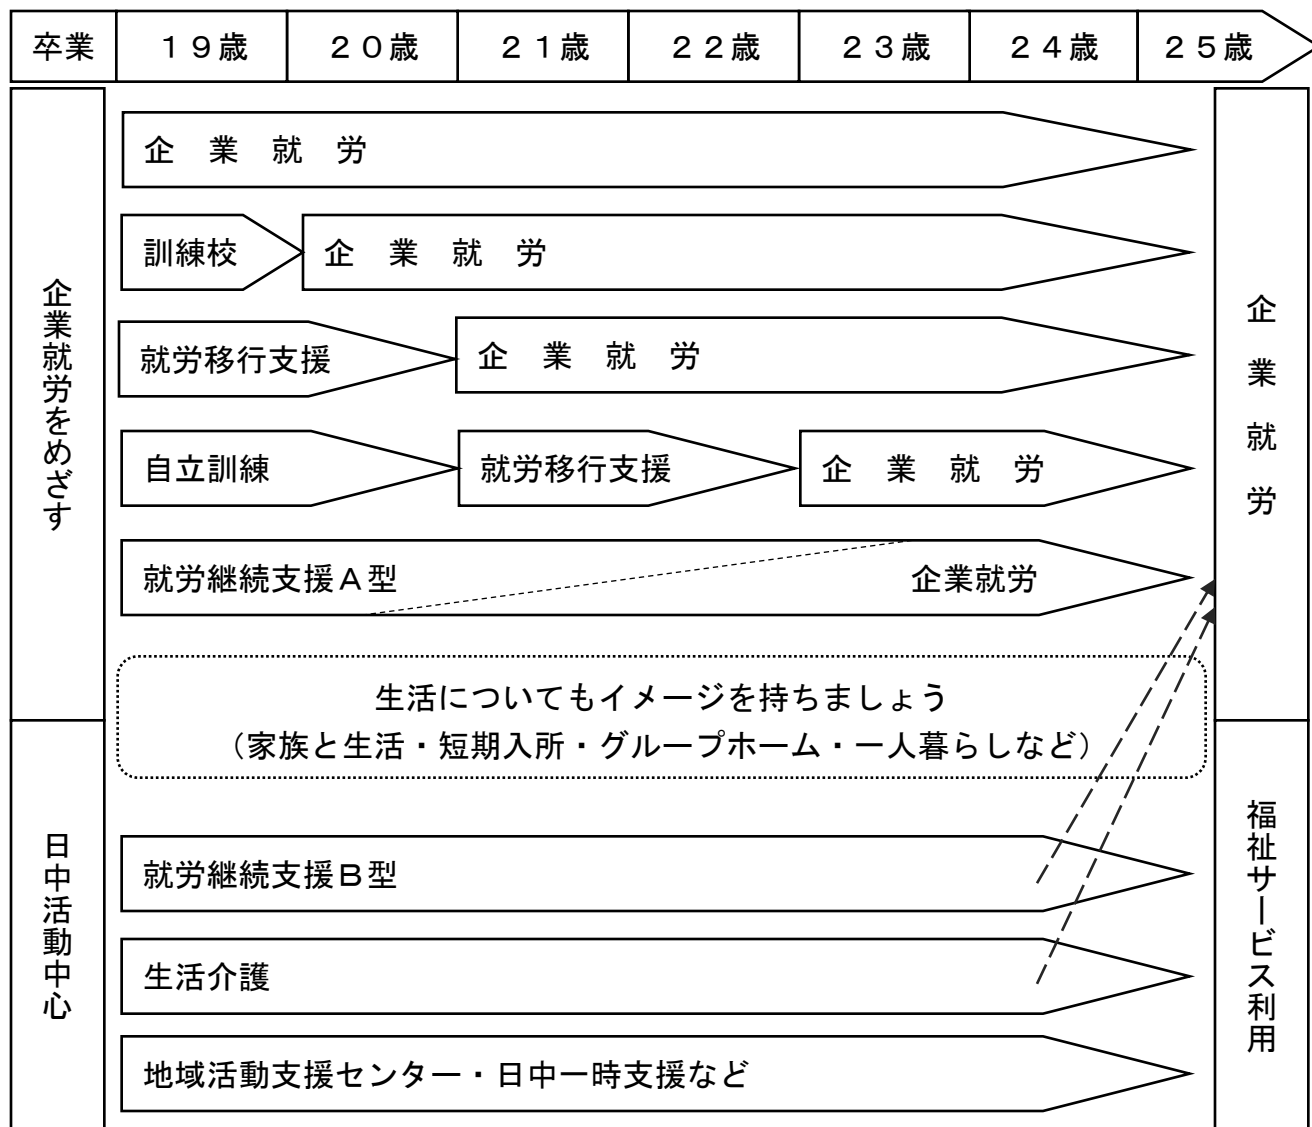 卒業 19歳 20歳 21歳 22歳 23歳 24歳 25歳
企業就労をめざす
企業就労
訓練校 企業就労
就労移行支援 企業就労
自立訓練 就労移行支援 企業就労
就労継続支援A型 企業就労
生活についてもイメージを持ちましょう
(家族と生活・短期入所・グループホーム・一人暮らしなど)
企業就労
日中活動中心
就労継続支援B型
生活介護
地域活動支援センター・日中一時支援など
福祉サービス利用